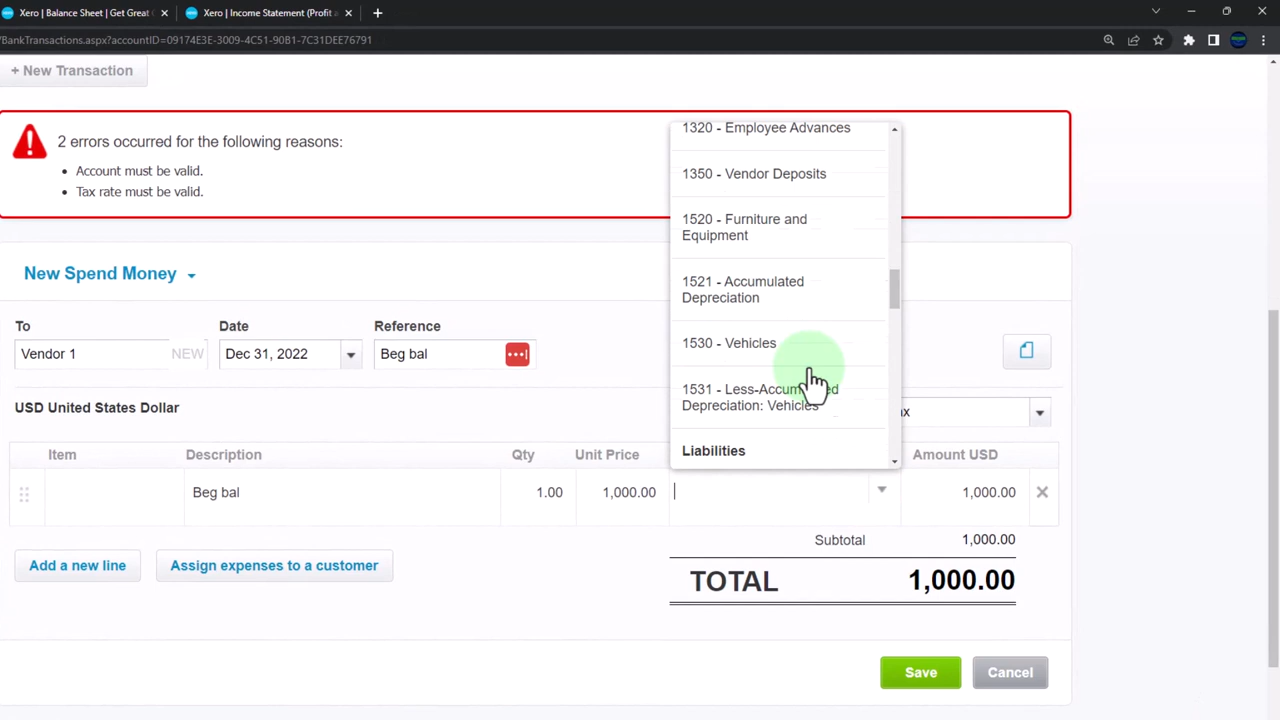 Xero | Balance Sheet | Get Great
Xero | Income Statement (Profit a
/BankTransactions.aspx?accountID=09174E3E-3009-4C51-90B1-7C31DEE76791
+ New Transaction
2 errors occurred for the following reasons:
Account must be valid.
Tax rate must be valid.
1320 - Employee Advances
1350 - Vendor Deposits
1520 - Furniture and
Equipment
1521 - Accumulated
Depreciation
1530 - Vehicles
1531 - Less-Accumulated
Depreciation: Vehicles
Liabilities
New Spend Money
To
Date
Reference
Vendor 1
NEW
Dec 31, 2022
Beg bal
USD United States Dollar
ax
Item
Description
Qty
Unit Price
Amount USD
Beg bal
1.00
1,000.00
1,000.00
Subtotal
1,000.00
Add a new line
Assign expenses to a customer
TOTAL
1,000.00
Save
Cancel